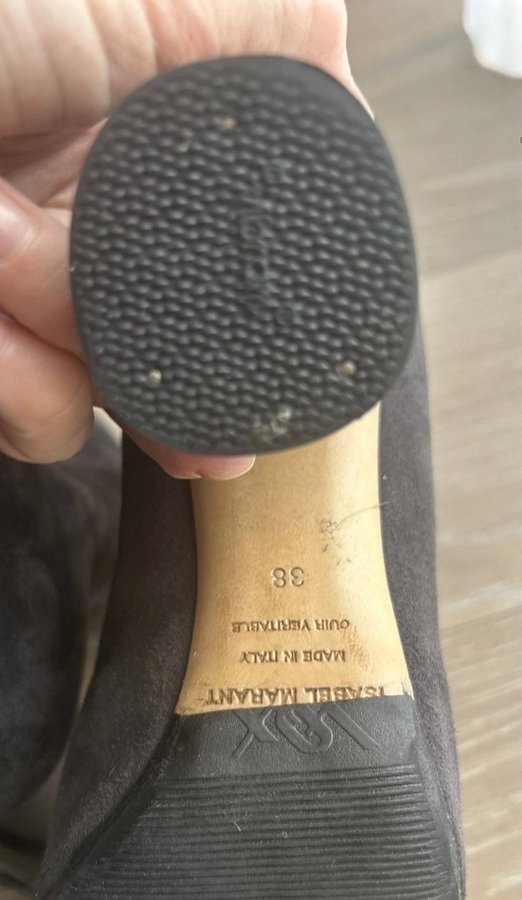 ISABEL MARANT
MADE IN ITALY
CUIR VERITABLE
38